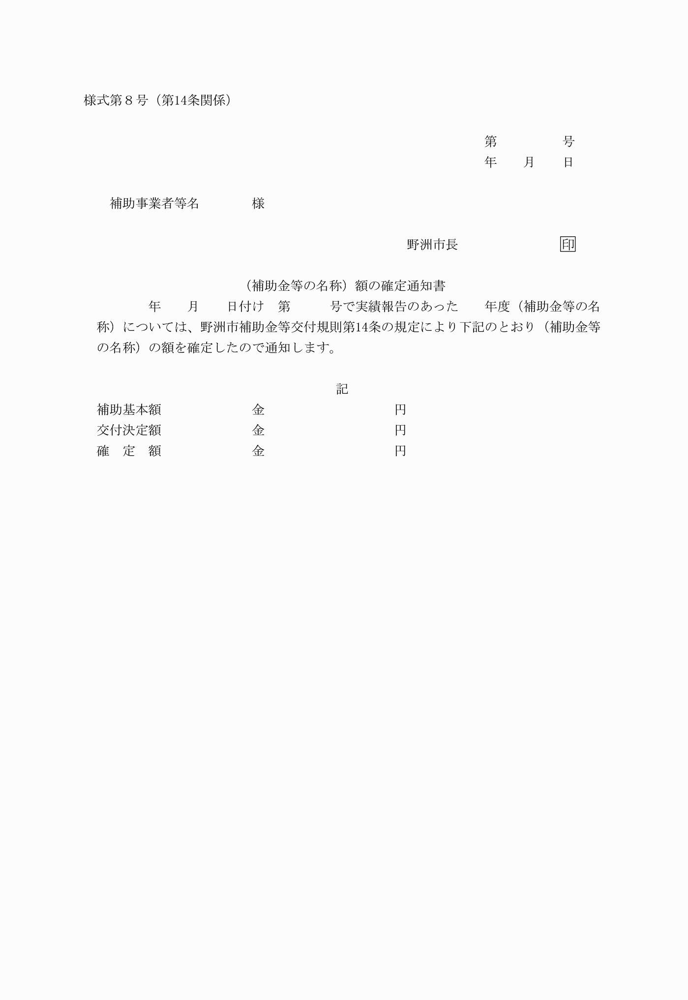 様式第８号（第14条関係）
第　　　　　号
年　　月　　日
補助事業者等名　　　　様
野洲市長　　　　　　　　印
（補助金等の名称）額の確定通知書
年　　月　　日付け　第　　　号で実績報告のあった　　年度（補助金等の名
称）については、野洲市補助金等交付規則第14条の規定により下記のとおり（補助金等
の名称）の額を確定したので通知します。
記
補助基本額　　　　　　　金　　　　　　　　　　円
交付決定額　　　　　　　金　　　　　　　　　　円
確　定　額　　　　　　　金　　　　　　　　　　円